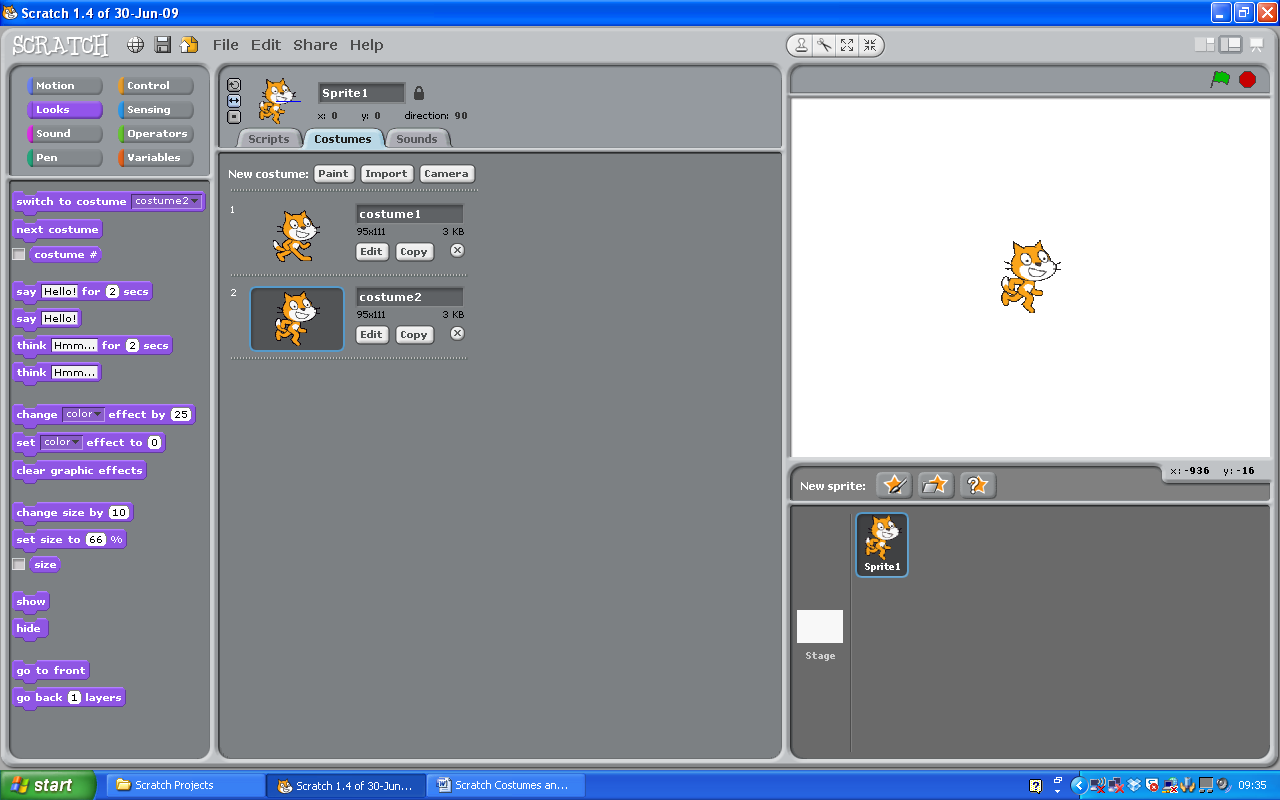 Scratch 1.4 of 30-Jun-09
SCRATCH File Edit Share Help
Motion Control
Looks Sensing
Sound Operators
Pen Variables
switch to costume costume2
next costume
costume #
say Hello! for 2 secs
say Hello!
think Hmm... for 2 secs
think Hmm...
change color effect by 25
set color effect to 0
clear graphic effects
change size by 10
set size to 66 %
size
show
hide
go to front
go back 1 layers
Sprite1
x: 0 y: 0 direction: 90
Scripts Costumes Sounds
New costume: Paint Import Camera
1 costume1
95x111 3 KB
Edit Copy
2 costume2
95x111 3 KB
Edit Copy
x: -936 y: -16
New sprite:
Sprite1
Stage
start Scratch Projects Scratch 1.4 of 30-Jun... Scratch Costumes an... 09:35